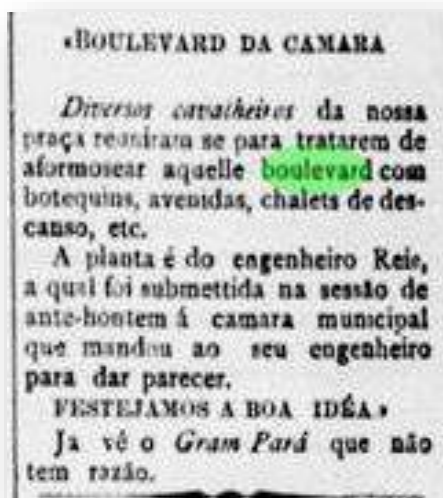 «BOULEVARD DA CAMARA
Diversos cavalheiros da nossa
praça reuniram se para tratarem de
aformosear aquelle boulevard com
botequins, avenidas, chalets de des-
canso, etc.
A planta é do engenheiro Reis,
a qual foi submettida na sessão de
ante-hontem á camara municipal
que mandou ao seu engenheiro
para dar parecer.
FESTEJAMOS A BOA IDÉA»
Ja vê o Gram Pará que não
tem razão.